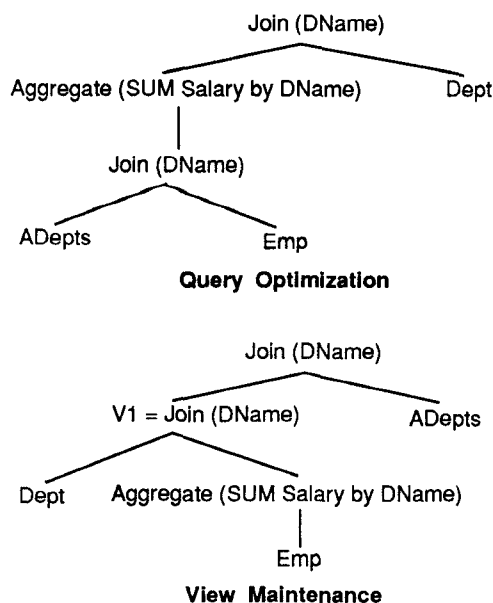 Join (DName)
Aggregate (SUM Salary by DName)
Dept
Join (DName)
ADepts
Emp
Query Optimization
Join (DName)
V1 = Join (DName)
ADepts
Dept
Aggregate (SUM Salary by DName)
Emp
View Maintenance